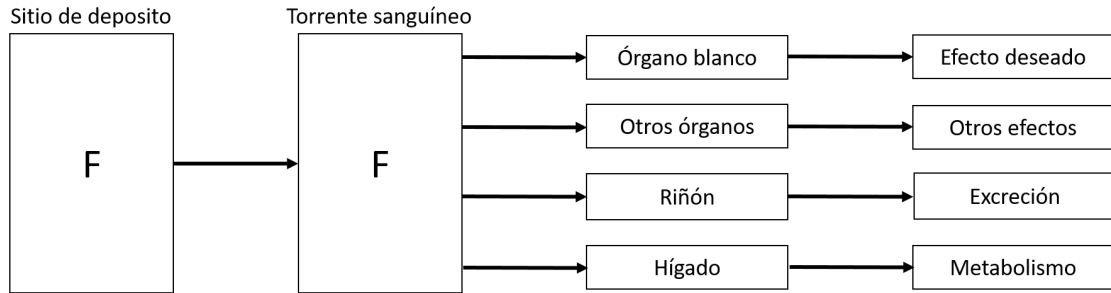 Sitio de deposito
Torrente sanguíneo
F
F
Órgano blanco
Efecto deseado
Otros órganos
Otros efectos
Riñón
Excreción
Hígado
Metabolismo